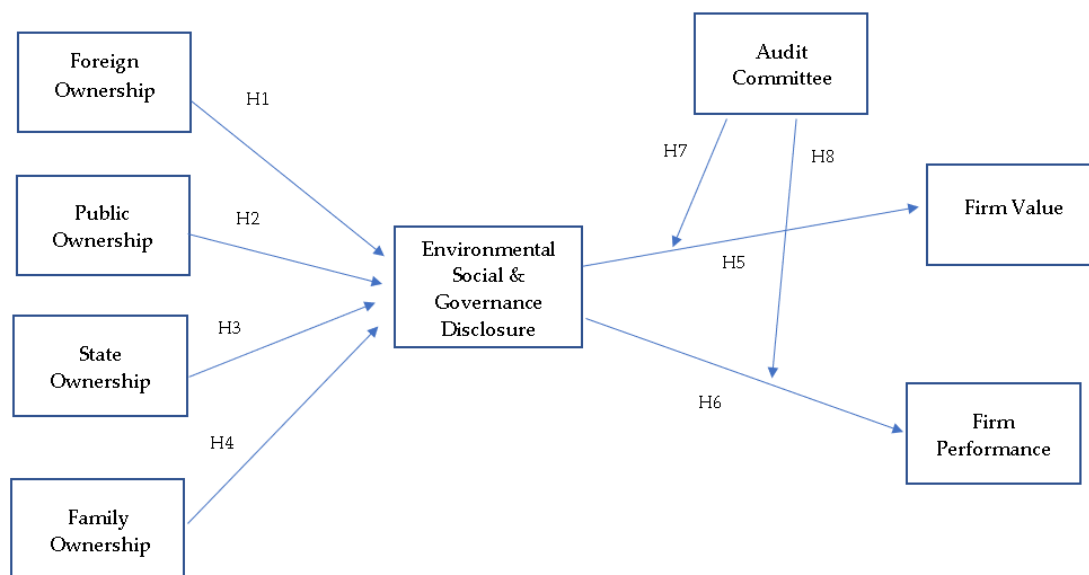 Foreign
Ownership
H1
Public
Ownership
H2
State
Ownership
H3
Family
Ownership
H4
Environmental
Social &
Governance
Disclosure
Audit
Committee
H7
H8
H5
Firm Value
H6
Firm
Performance